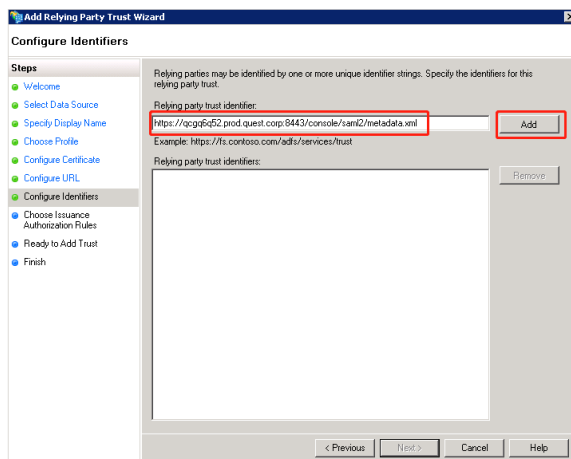 Add Relying Party Trust Wizard
Configure Identifiers
Steps
Welcome
Select Data Source
Specify Display Name
Choose Profile
Configure Certificate
Configure URL
Configure Identifiers
Choose Issuance
Authorization Rules
Ready to Add Trust
Finish
Relying parties may be identified by one or more unique identifier strings. Specify the identifiers for this
relying party trust.
Relying party trust identifier:
https://qcgq6q52.prod.quest.corp:8443/console/saml2/metadata.xml
Add
Example: https://fs.contoso.com/adfs/services/trust
Relying party trust identifiers:
Remove
< Previous
Next >
Cancel
Help